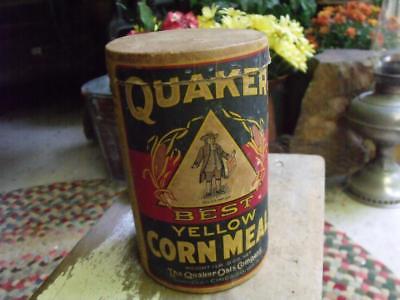 QUAKER
BEST
YELLOW
CORN MEAL
The Quaker Oats Company